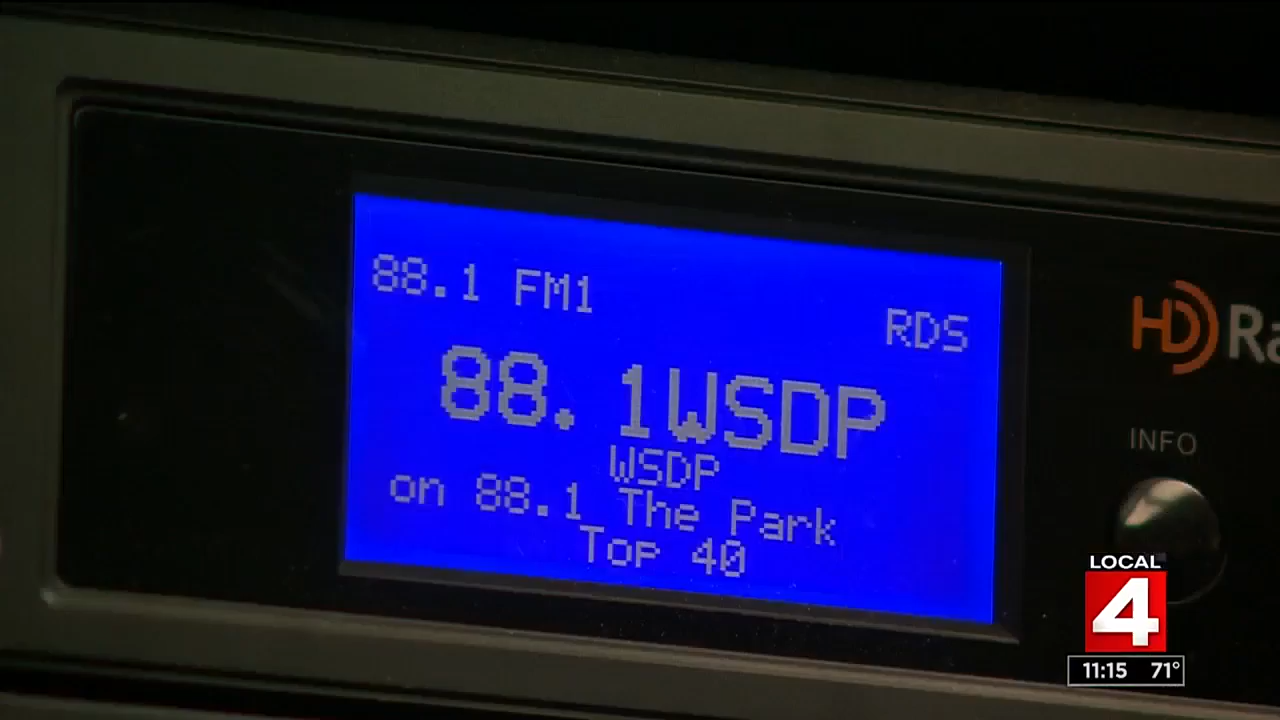 88.1 FM1
RDS
88.1WSDP
WSDP
on 88.1 The Park
Top 40
HD
INFO
LOCAL
4
11:15 71°